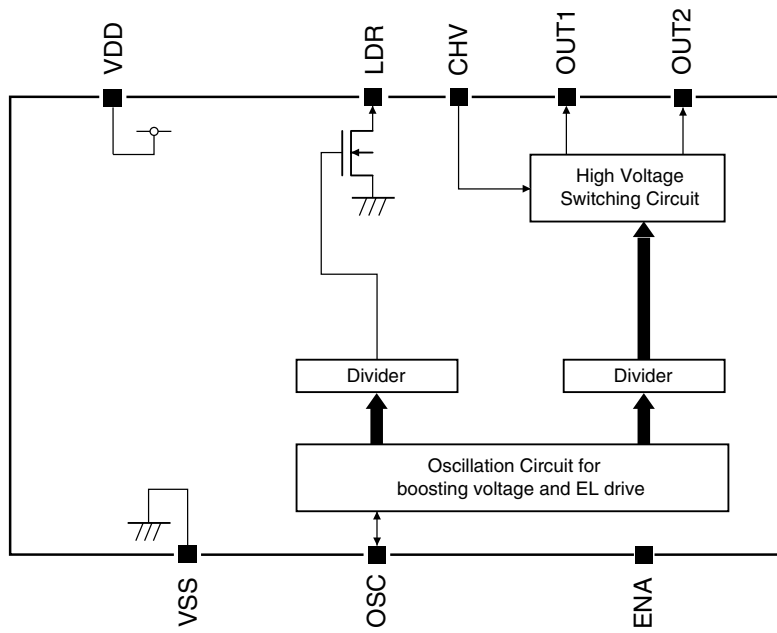 VDD
LDR
CHV
OUT1
OUT2
High Voltage
Switching Circuit
Divider
Divider
Oscillation Circuit for
boosting voltage and EL drive
VSS
OSC
ENA